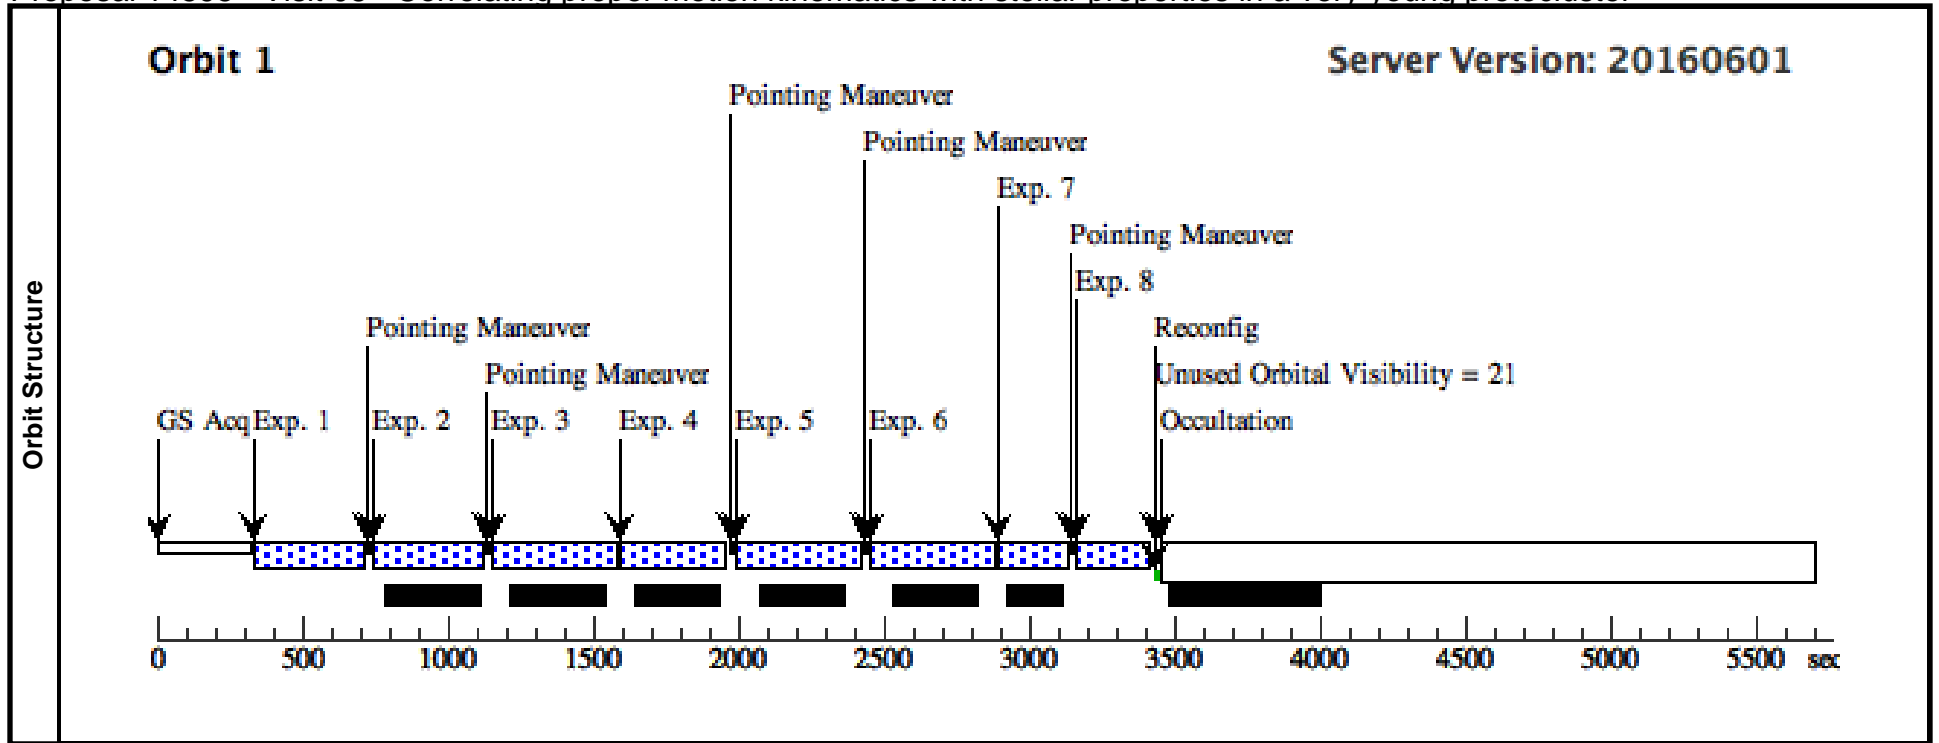 Orbit 1
Server Version: 20160601
Pointing Maneuver
Pointing Maneuver
Exp. 7
Pointing Maneuver
Exp. 8
Pointing Maneuver
Reconfig
Pointing Maneuver
Unused Orbital Visibility = 21
GS Acq Exp. 1 Exp. 2 Exp. 3 Exp. 4 Exp. 5 Exp. 6 Occultation
Orbit Structure
0 500 1000 1500 2000 2500 3000 3500 4000 4500 5000 5500 sec